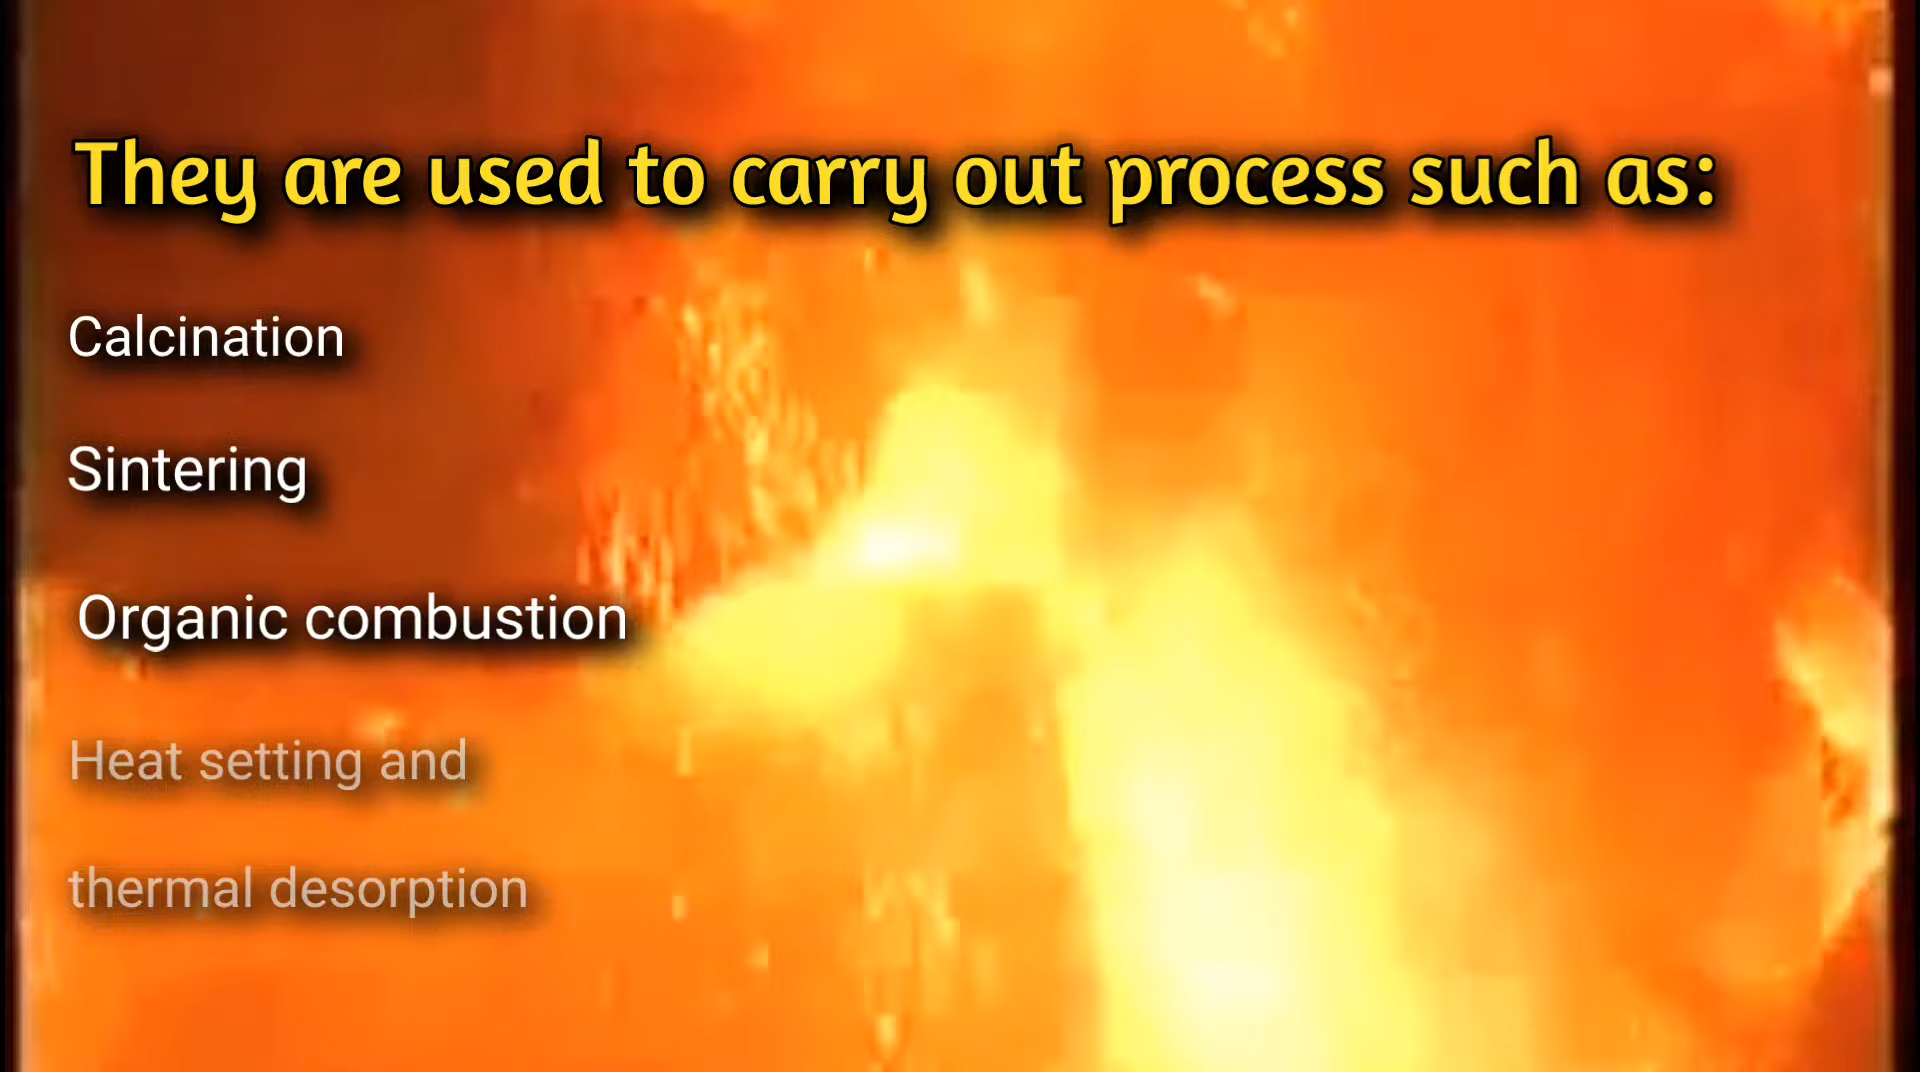 They are used to carry out process such as:
Calcination
Sintering
Organic combustion
Heat setting and
thermal desorption